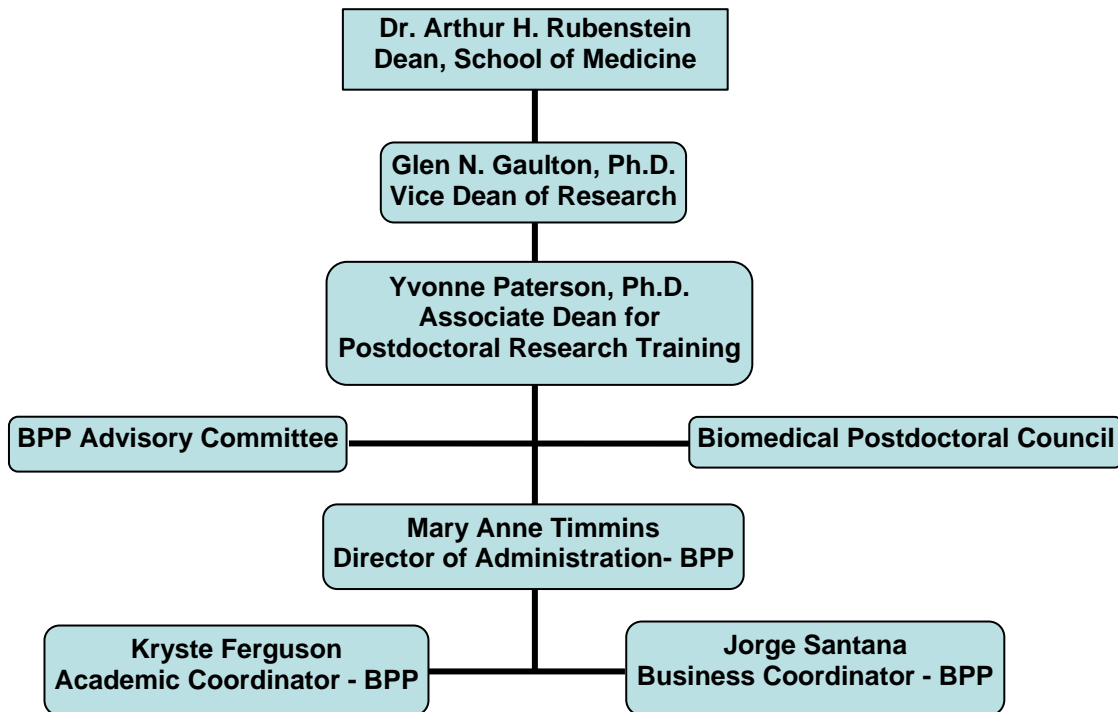 Dr. Arthur H. Rubenstein
Dean, School of Medicine
Glen N. Gaulton, Ph.D.
Vice Dean of Research
Yvonne Paterson, Ph.D.
Associate Dean for
Postdoctoral Research Training
BPP Advisory Committee
Biomedical Postdoctoral Council
Mary Anne Timmins
Director of Administration- BPP
Kryste Ferguson
Academic Coordinator - BPP
Jorge Santana
Business Coordinator - BPP